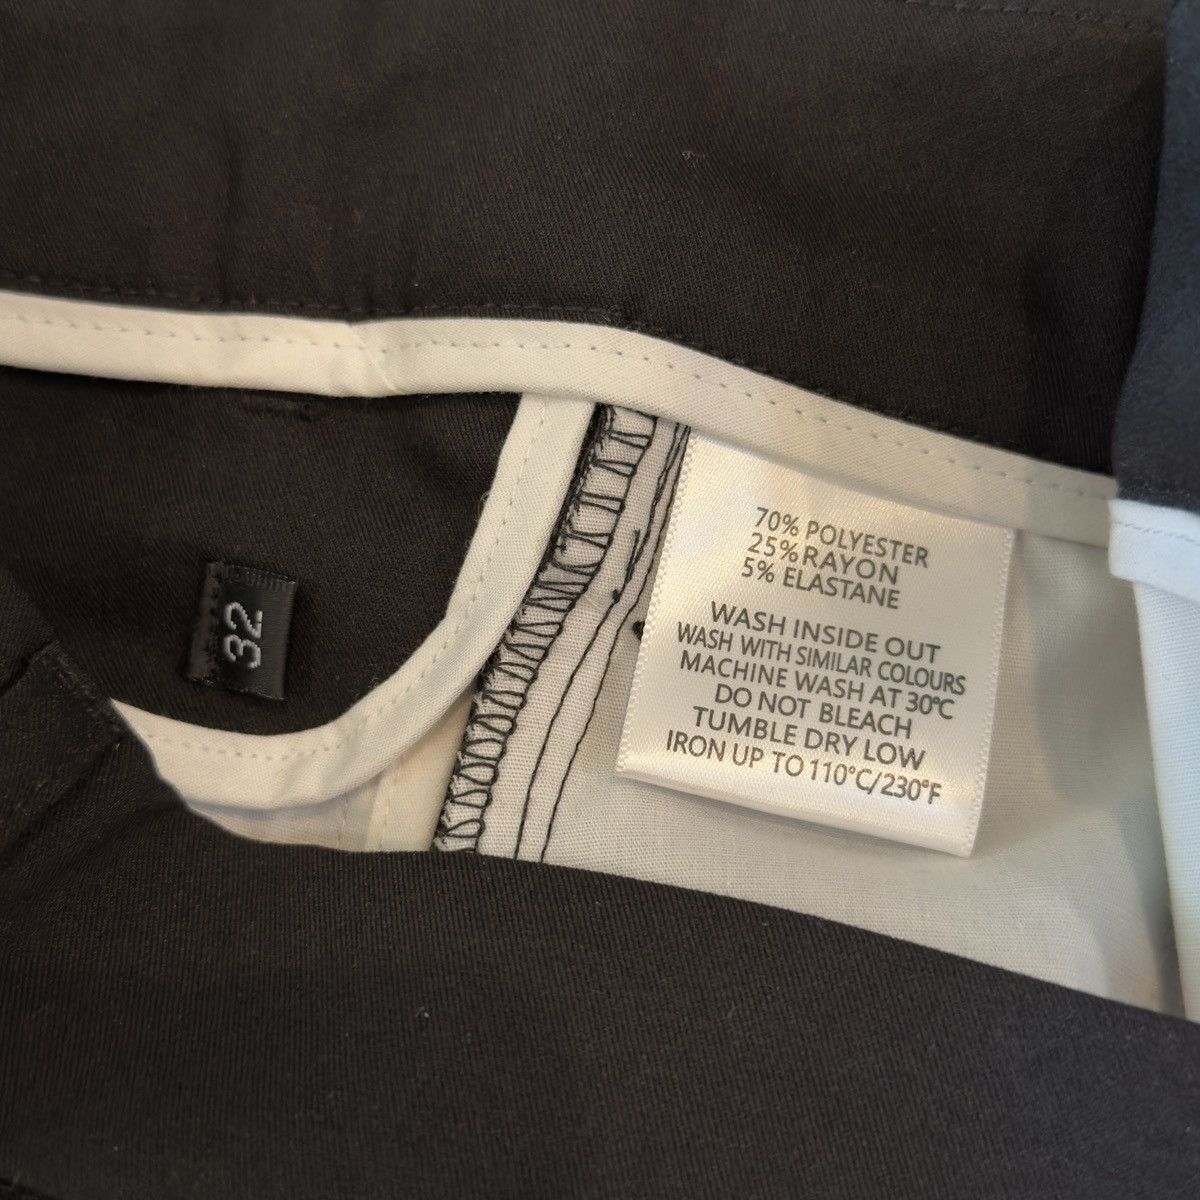 32
70% POLYESTER
25%RAYON
5% ELASTANE
WASH INSIDE OUT
WASH WITH SIMILAR COLOURS
MACHINE WASH AT 30°C
DO NOT BLEACH
TUMBLE DRY LOW
IRON UP TO 110°C/230°F